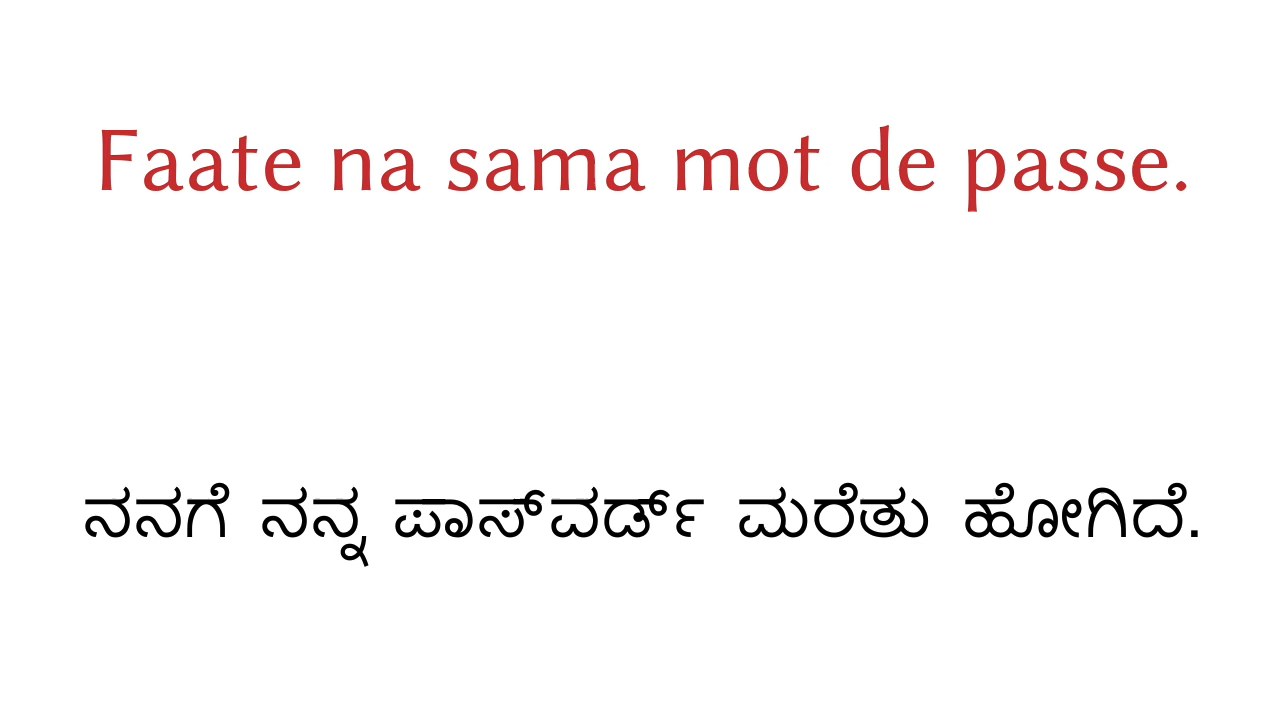 Faate na sama mot de passe.
ನನಗೆ ನನ್ನ ಪಾಸ್‌ವರ್ಡ್ ಮರೆತು ಹೋಗಿದೆ.